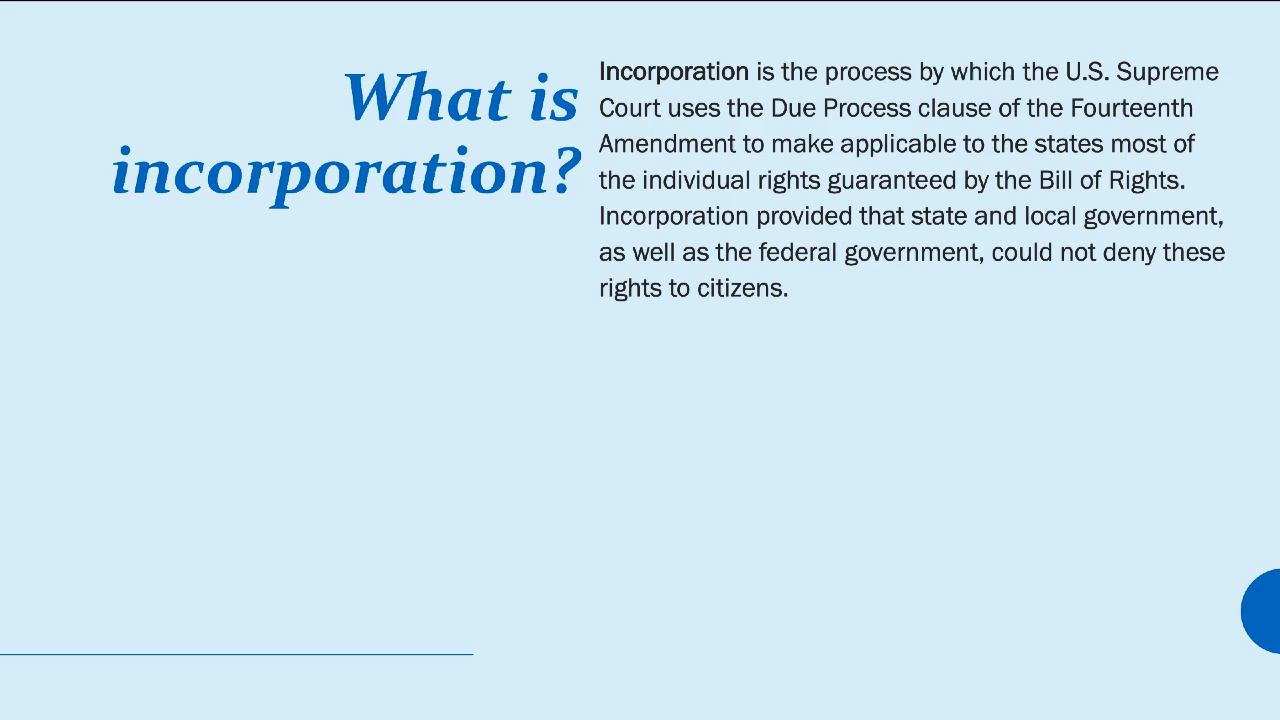 What is
incorporation?
Incorporation is the process by which the U.S. Supreme
Court uses the Due Process clause of the Fourteenth
Amendment to make applicable to the states most of
the individual rights guaranteed by the Bill of Rights.
Incorporation provided that state and local government,
as well as the federal government, could not deny these
rights to citizens.